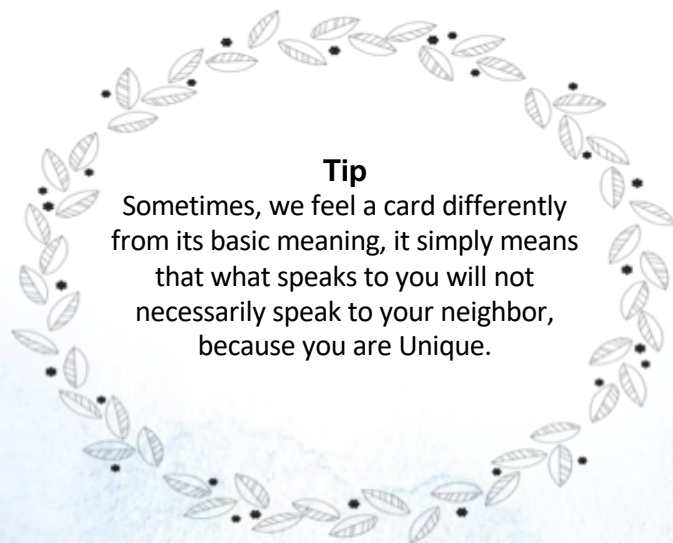 Tip
Sometimes, we feel a card differently
from its basic meaning, it simply means
that what speaks to you will not
necessarily speak to your neighbor,
because you are Unique.